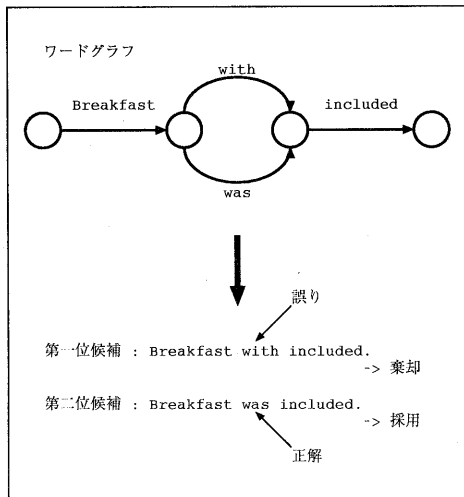 ワードグラフ
with
Breakfast
included
was
誤り
第一位候補 : Breakfast with included.
-> 棄却
第二位候補 : Breakfast was included.
-> 採用
正解